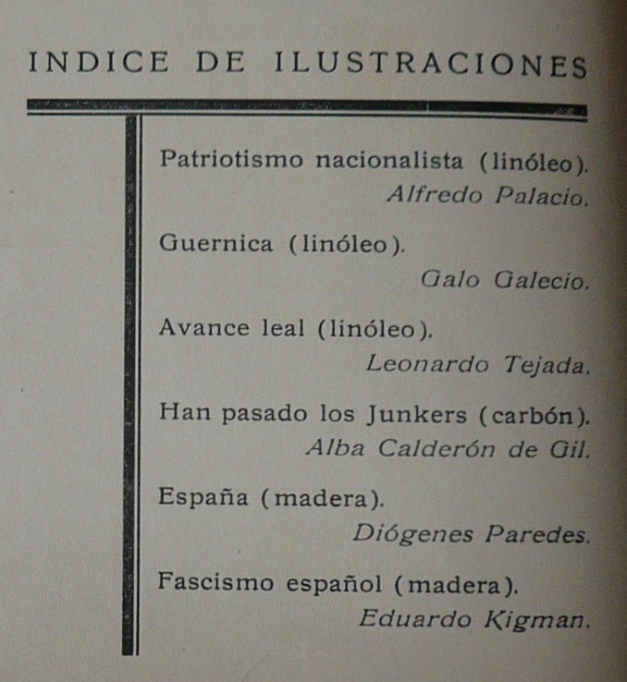 INDICE DE ILUSTRACIONES
Patriotismo nacionalista (linóleo).
Alfredo Palacio.
Guernica (linóleo).
Galo Galecio.
Avance leal (linóleo).
Leonardo Tejada.
Han pasado los Junkers (carbón).
Alba Calderón de Gil.
España (madera).
Diógenes Paredes.
Fascismo español (madera).
Eduardo Kigman.